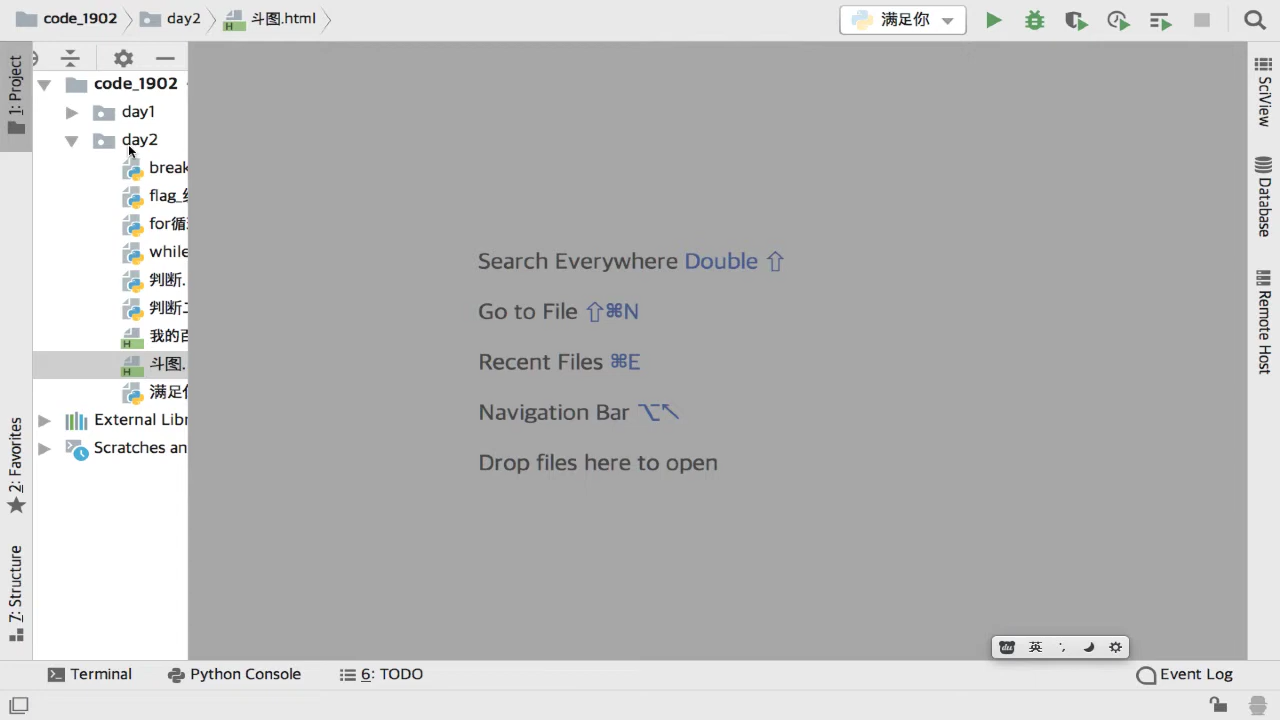 code_1902 day2 斗图.html 满足你
1: Project
code_1902
day1
day2
break
flag_
for循
while
判断.
判断二
我的百
斗图.
满足
External Libr
Scratches an
Search Everywhere Double ⇧
Go to File ⇧⌘N
Recent Files ⌘E
Navigation Bar ⌥↖
Drop files here to open
2: Favorites
Z: Structure
SciView
Database
Remote Host
du 英
Terminal Python Console 6: TODO Event Log